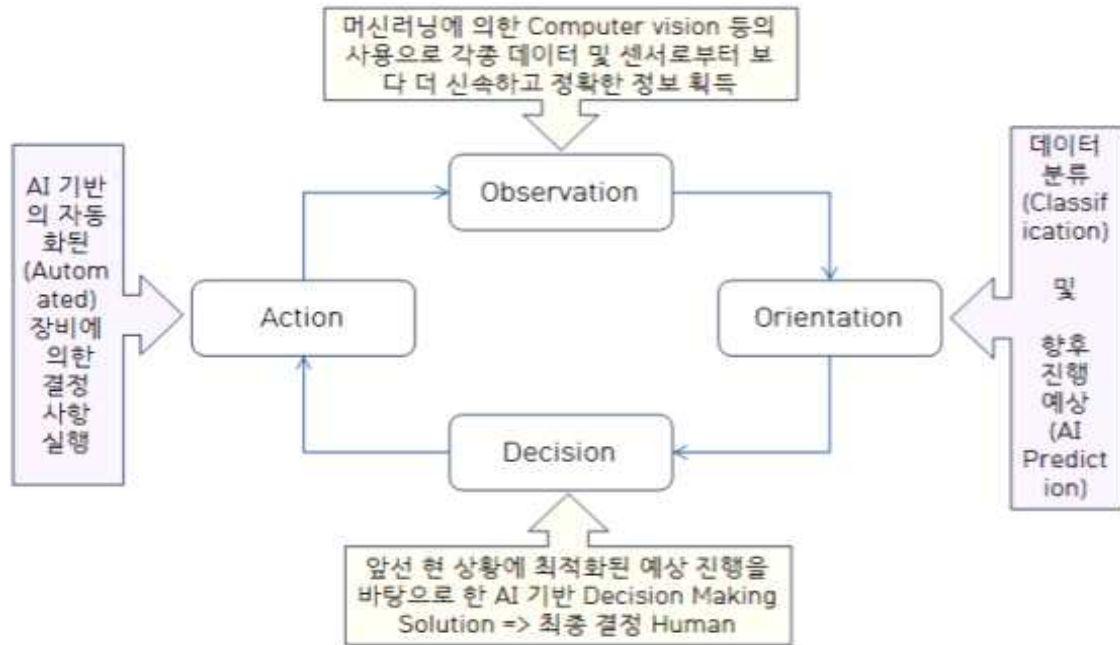 머신러닝에 의한 Computer vision 등의
사용으로 각종 데이터 및 센서로부터 보
다 더 신속하고 정확한 정보 획득
Observation
AI 기반
의 자동
화된
(Autom
ated)
장비에
의한
결정
사항
실행
Action
Orientation
데이터
분류
(Classif
ication)
및
향후
진행
예상
(AI
Predict
ion)
Decision
앞선 현 상황에 최적화된 예상 진행을
바탕으로 한 AI 기반 Decision Making
Solution => 최종 결정 Human